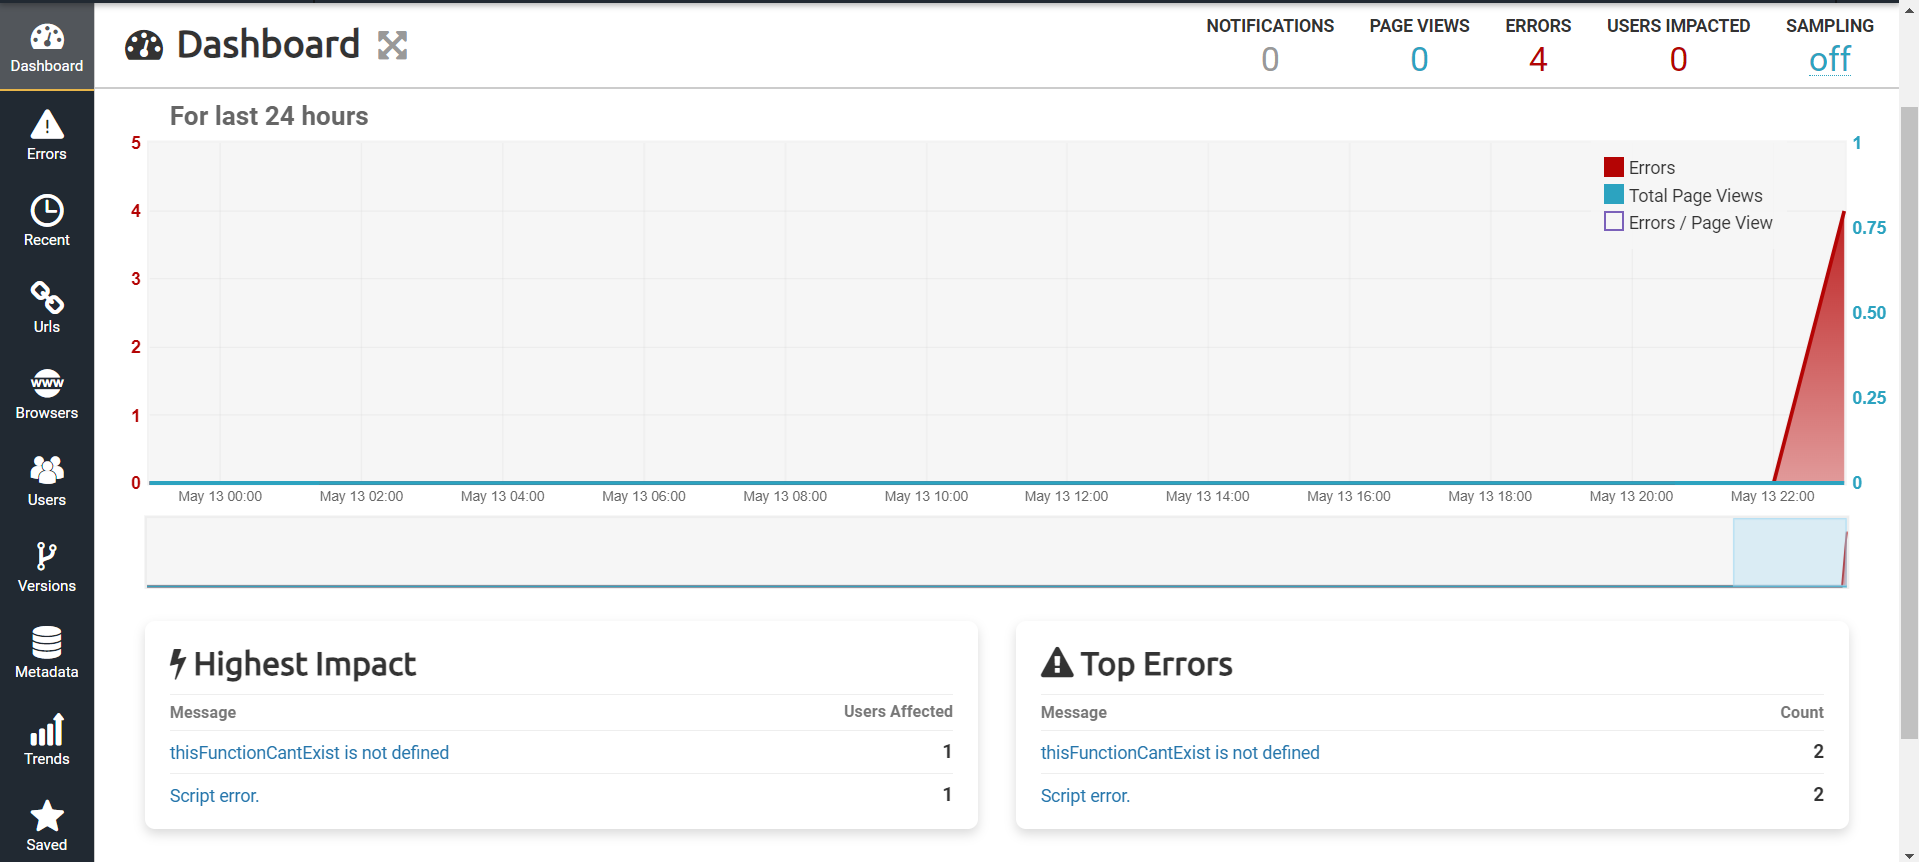 Dashboard
Errors
Recent
Urls
www
Browsers
Users
Versions
Metadata
Trends
Saved
Dashboard
NOTIFICATIONS
0
PAGE VIEWS
0
ERRORS
4
USERS IMPACTED
0
SAMPLING
off
For last 24 hours
5
4
3
2
1
0
1
0.75
0.50
0.25
0
Errors
Total Page Views
Errors / Page View
May 13 00:00 May 13 02:00 May 13 04:00 May 13 06:00 May 13 08:00 May 13 10:00 May 13 12:00 May 13 14:00 May 13 16:00 May 13 18:00 May 13 20:00 May 13 22:00
Highest Impact
Message Users Affected
thisFunctionCantExist is not defined 1
Script error. 1
Top Errors
Message Count
thisFunctionCantExist is not defined 2
Script error. 2